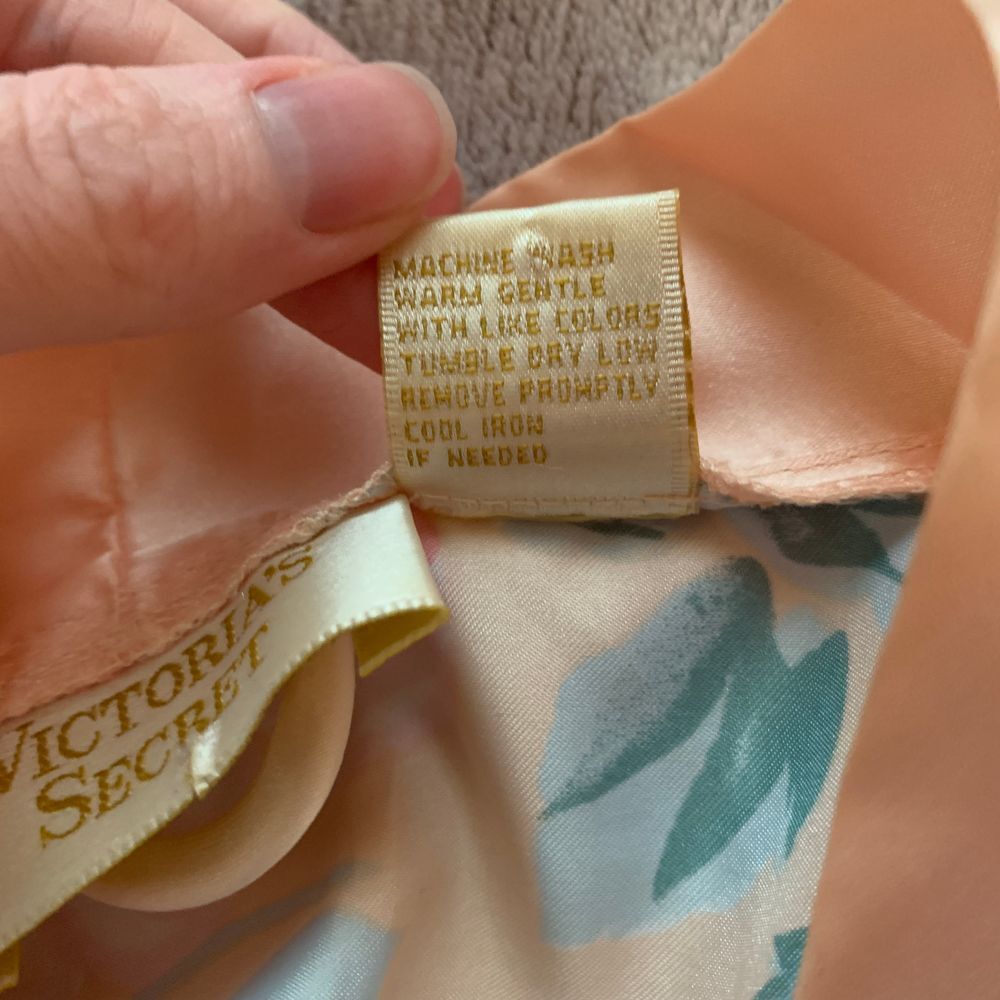 MACHINE WASH
WARM GENTLE
WITH LIKE COLORS
TUMBLE DRY LOW
REMOVE PROMPTLY
COOL IRON
IF NEEDED
VICTORIA'S
SECRET